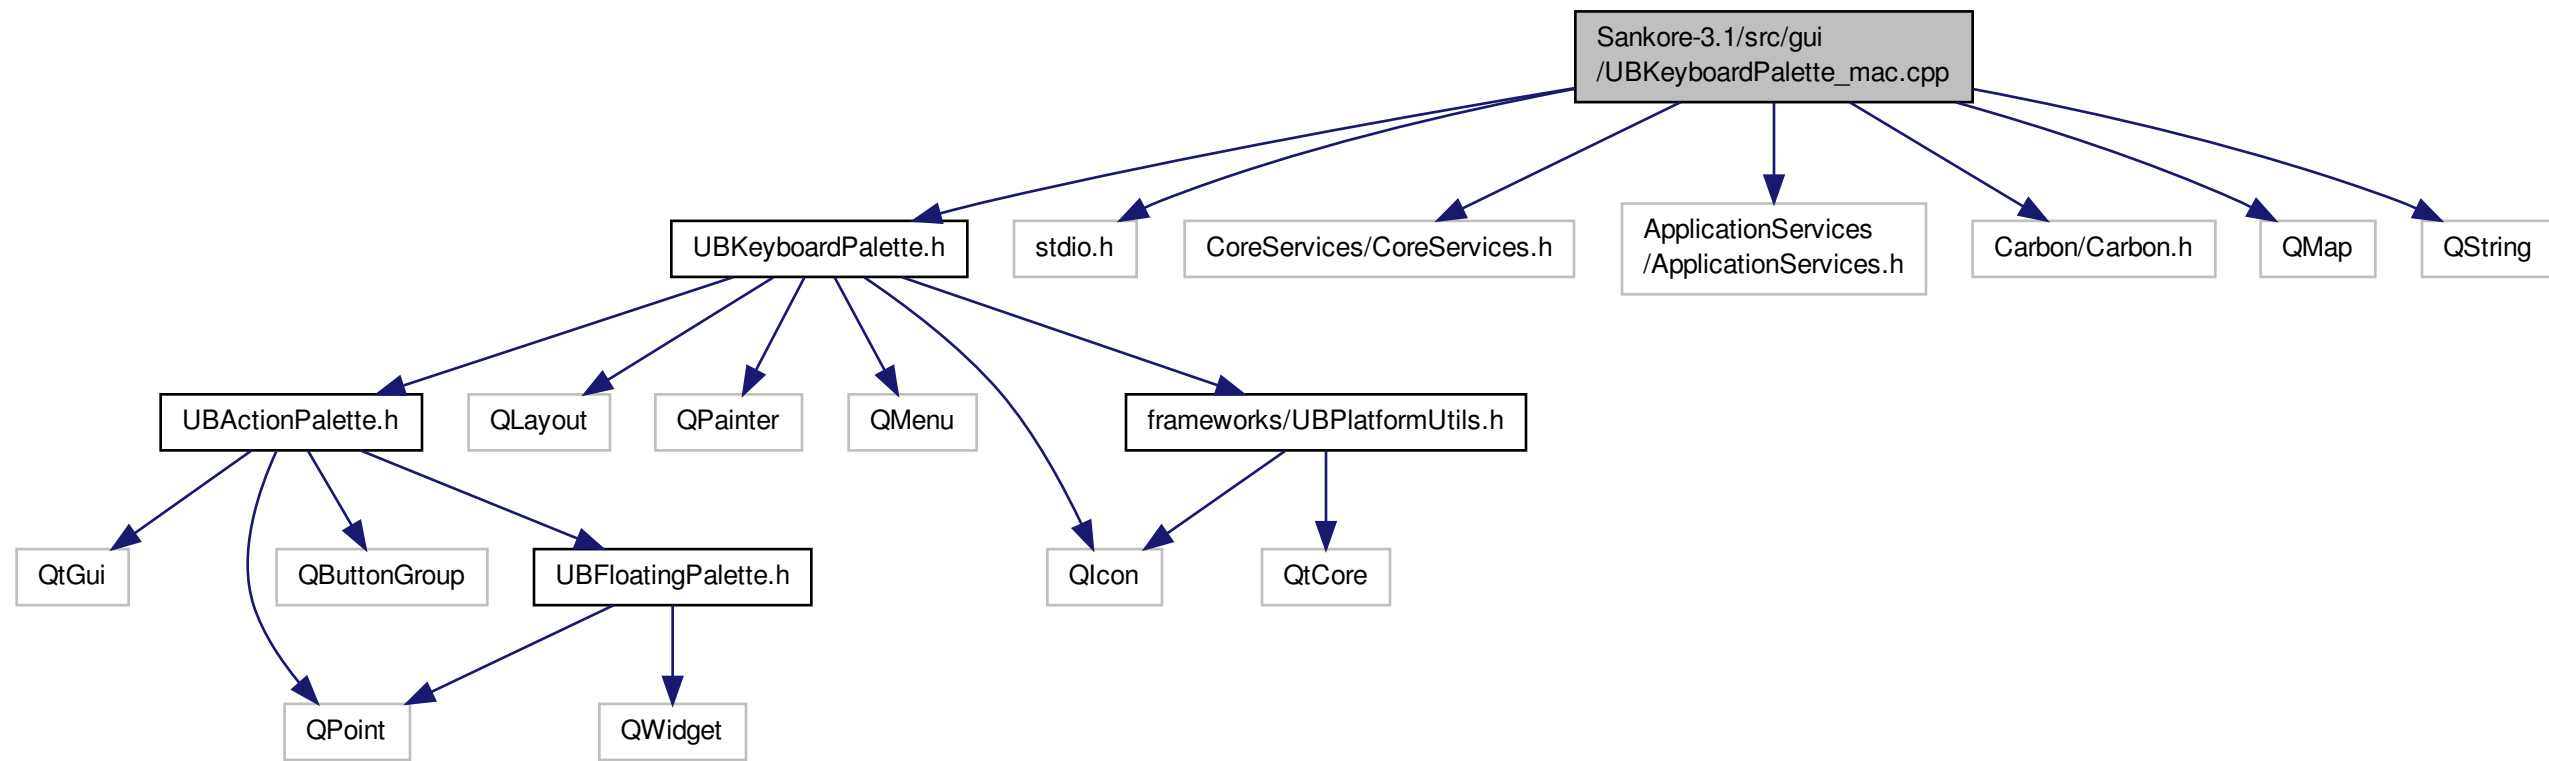 Sankore-3.1/src/gui
/UBKeyboardPalette_mac.cpp
UBKeyboardPalette.h
stdio.h
CoreServices/CoreServices.h
ApplicationServices
/ApplicationServices.h
Carbon/Carbon.h
QMap
QString
UBActionPalette.h
QLayout
QPainter
QMenu
frameworks/UBPlatformUtils.h
QtGui
QButtonGroup
UBFloatingPalette.h
QIcon
QtCore
QPoint
QWidget